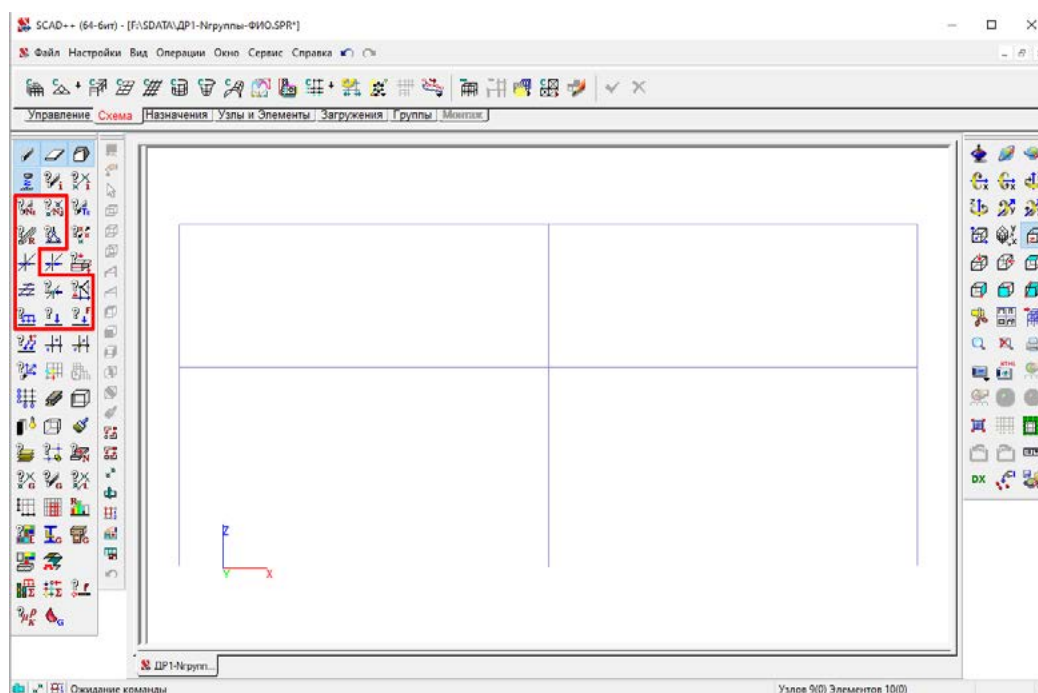 SCAD++ (64-бит) - [F:\SDATA\ДР1-Nгруппы-ФИО.SPR*]
Файл Настройки Вид Операции Окно Сервис Справка
Управление Схема Назначения Узлы и Элементы Загружения Группы Монтаж
Z
Y X
ДР1-Nгрупп...
Ожидание команды Узлов 9(0) Элементов 10(0)
DX